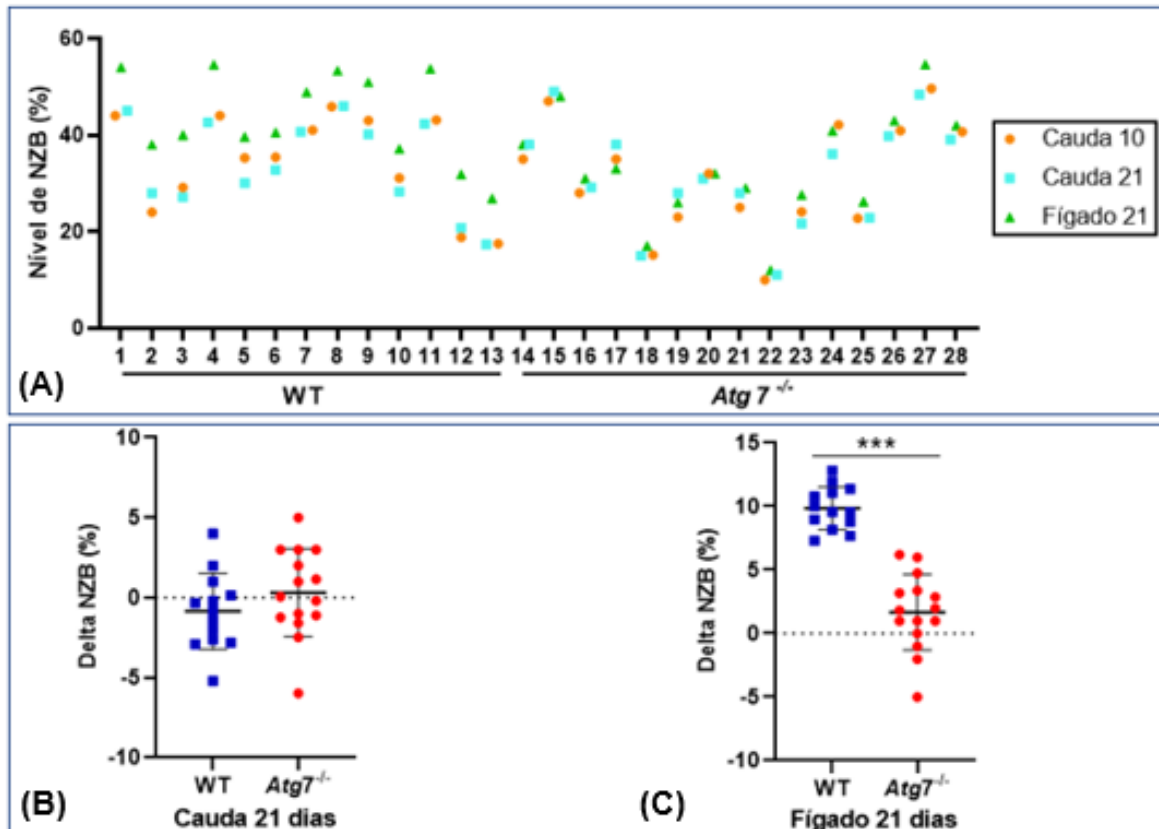 60
40
20
0
Nível de NZB (%)
1 2 3 4 5 6 7 8 9 10 11 12 13 14 15 16 17 18 19 20 21 22 23 24 25 26 27 28
WT
Atg 7 -/-
Cauda 10
Cauda 21
Fígado 21
(A)
10
5
0
-5
-10
Delta NZB (%)
WT
Atg7-/-
Cauda 21 dias
(B)
15
10
5
0
-5
-10
Delta NZB (%)
***
WT
Atg7-/-
Fígado 21 dias
(C)